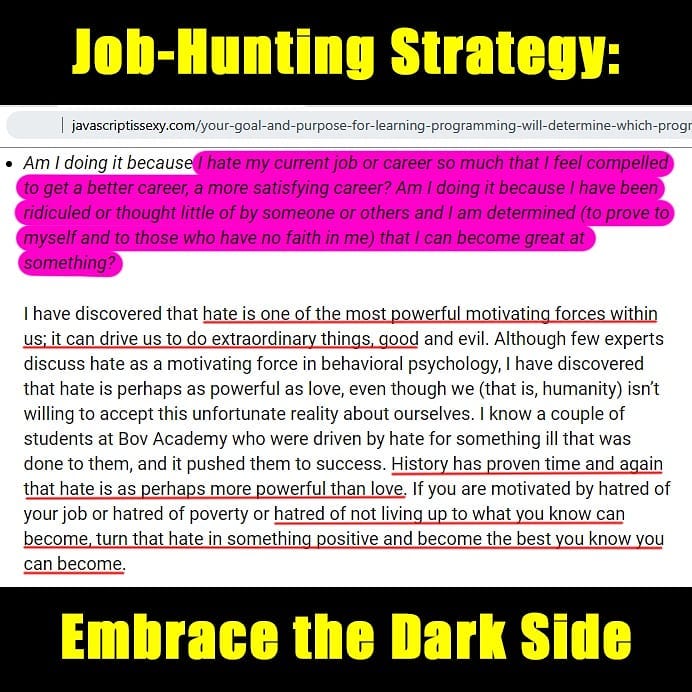 Job-Hunting Strategy:
javascriptissexy.com/your-goal-and-purpose-for-learning-programming-will-determine-which-progr
• Am I doing it because I hate my current job or career so much that I feel compelled
to get a better career, a more satisfying career? Am I doing it because I have been
ridiculed or thought little of by someone or others and I am determined (to prove to
myself and to those who have no faith in me) that I can become great at
something?
I have discovered that hate is one of the most powerful motivating forces within
us; it can drive us to do extraordinary things, good and evil. Although few experts
discuss hate as a motivating force in behavioral psychology, I have discovered
that hate is perhaps as powerful as love, even though we (that is, humanity) isn’t
willing to accept this unfortunate reality about ourselves. I know a couple of
students at Bov Academy who were driven by hate for something ill that was
done to them, and it pushed them to success. History has proven time and again
that hate is as perhaps more powerful than love. If you are motivated by hatred of
your job or hatred of poverty or hatred of not living up to what you know can
become, turn that hate in something positive and become the best you know you
can become.
Embrace the Dark Side